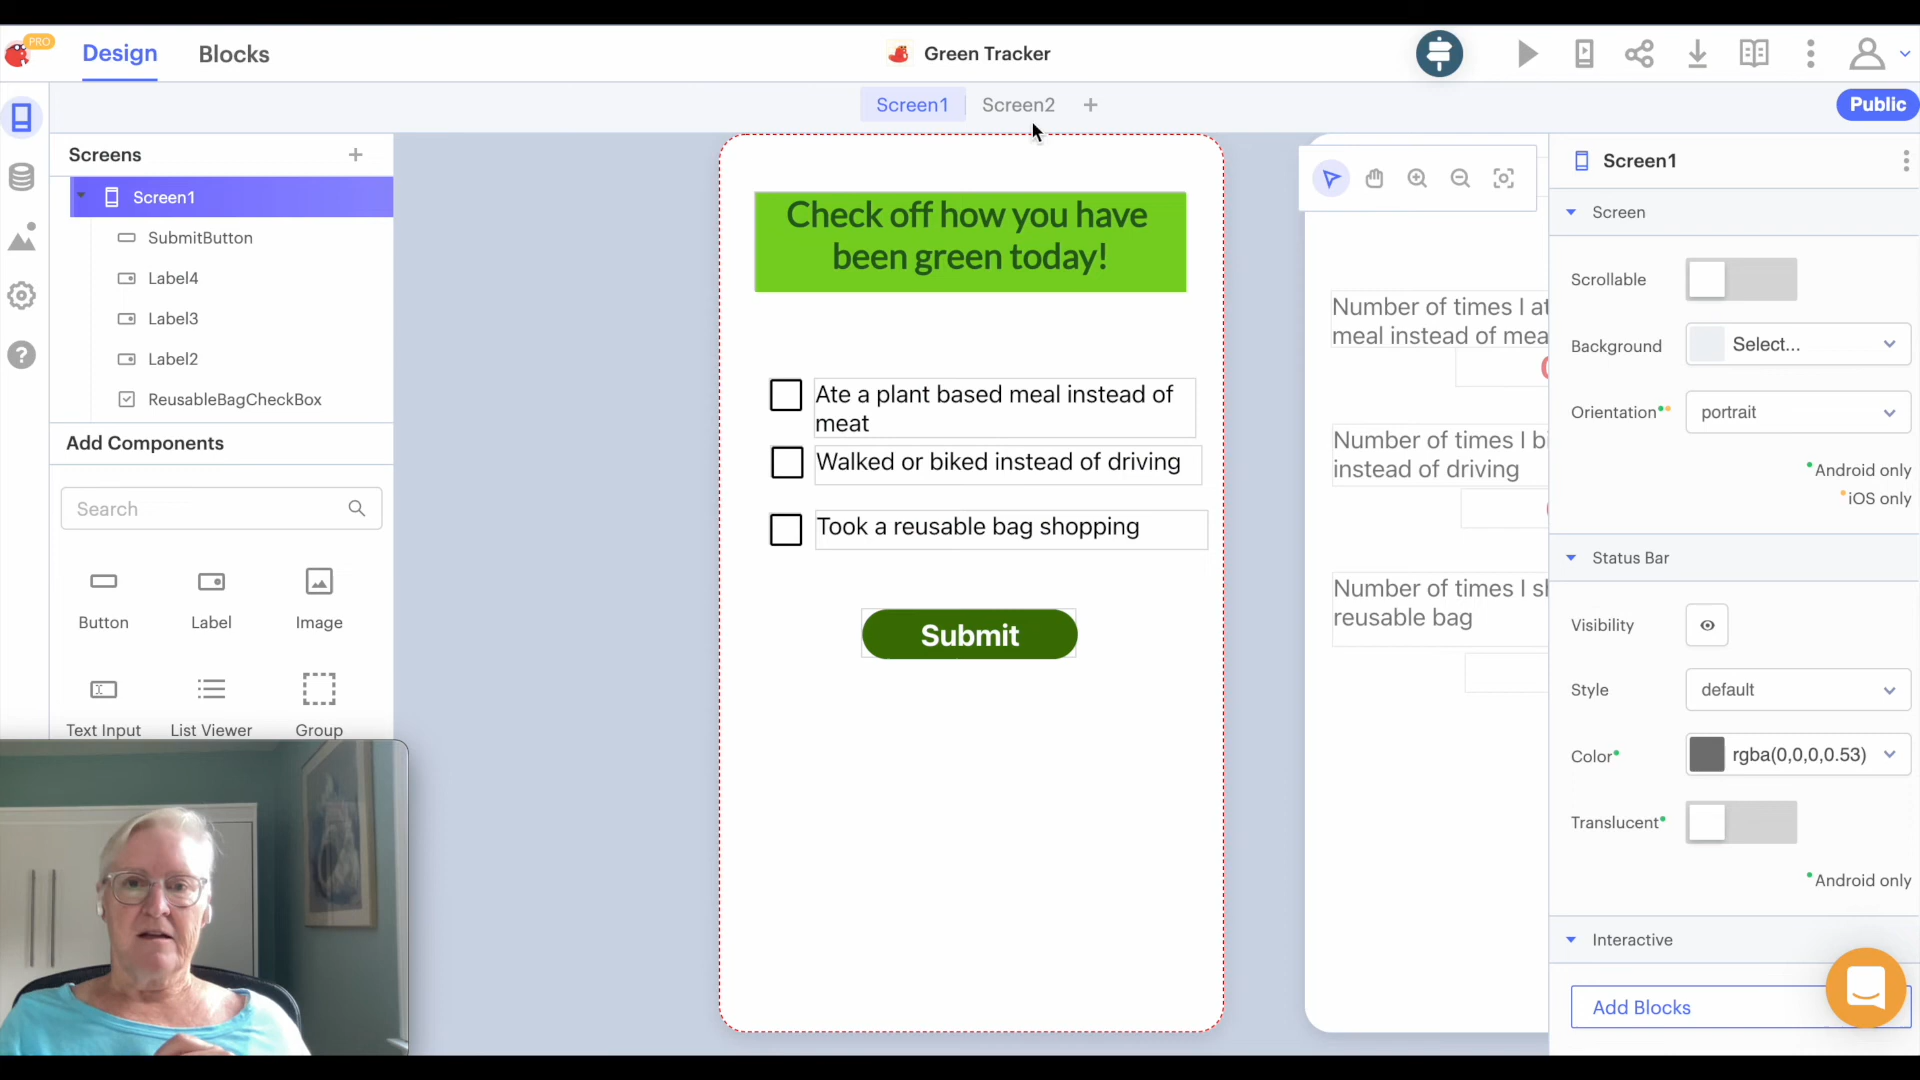 PRO
Design
Blocks
Green Tracker
Screen1
Screen2
+
Public
Screens
+
Screen1
SubmitButton
Label4
Label3
Label2
ReusableBagCheckBox
Add Components
Search
Button
Label
Image
Text Input
List Viewer
Group
Check off how you have
been green today!
Ate a plant based meal instead of
meat
Walked or biked instead of driving
Took a reusable bag shopping
Submit
Number of times I at
meal instead of mea
Number of times I bi
instead of driving
Number of times I sh
reusable bag
Screen1
Screen
Scrollable
Background
Select...
Orientation
portrait
Android only
iOS only
Status Bar
Visibility
Style
default
Color
rgba(0,0,0,0.53)
Translucent
Android only
Interactive
Add Blocks